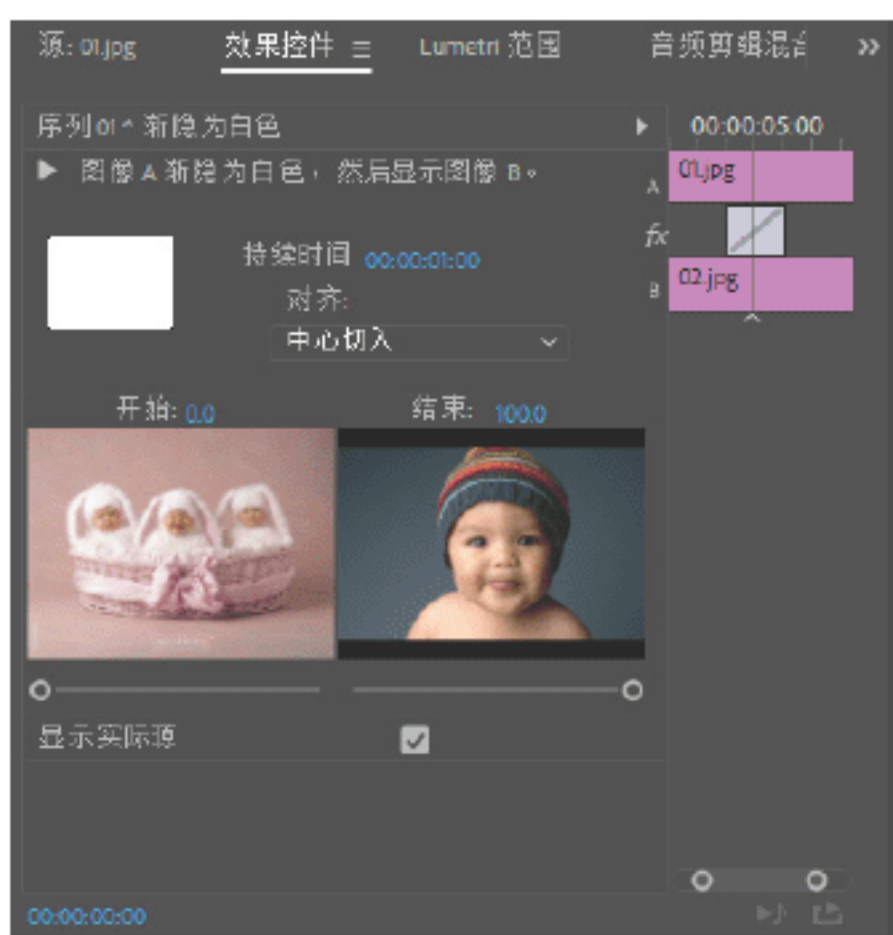 源: 01.jpg 效果控件 Lumetri 范围 音频剪辑混合
序列 01 * 渐隐为白色
00:00:05:00
图像 A 渐隐为白色，然后显示图像 B。
A 01.jpg
持续时间 00:00:01:00
fx
对齐:
B 02.jpg
中心切入
开始: 0.0 结束: 100.0
显示实际源
00:00:00:00